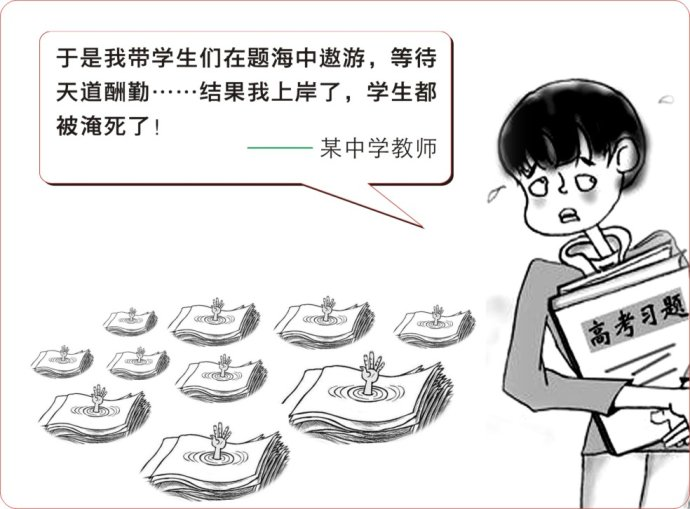 于是我带学生们在题海中遨游，等待
天道酬勤……结果我上岸了，学生都
被淹死了！
——某中学教师
高考习题